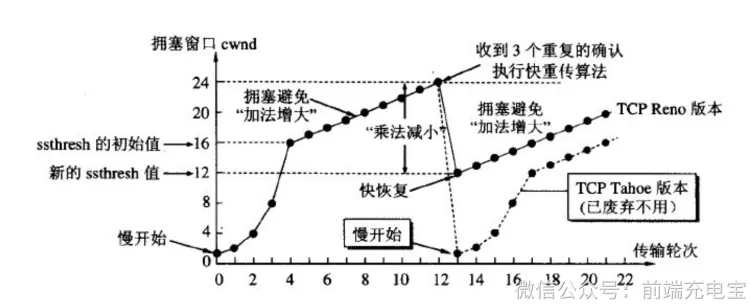 拥塞窗口 cwnd
收到 3 个重复的确认
执行快重传算法
24
20
ssthresh 的初始值
16
新的 ssthresh 值
12
8
4
0
拥塞避免
“加法增大”
“乘法减小”
拥塞避免
“加法增大”
TCP Reno 版本
快恢复
TCP Tahoe 版本
(已废弃不用)
慢开始
慢开始
传输轮次
0 2 4 6 8 10 12 14 16 18 20 22
微信公众号：前端充电宝